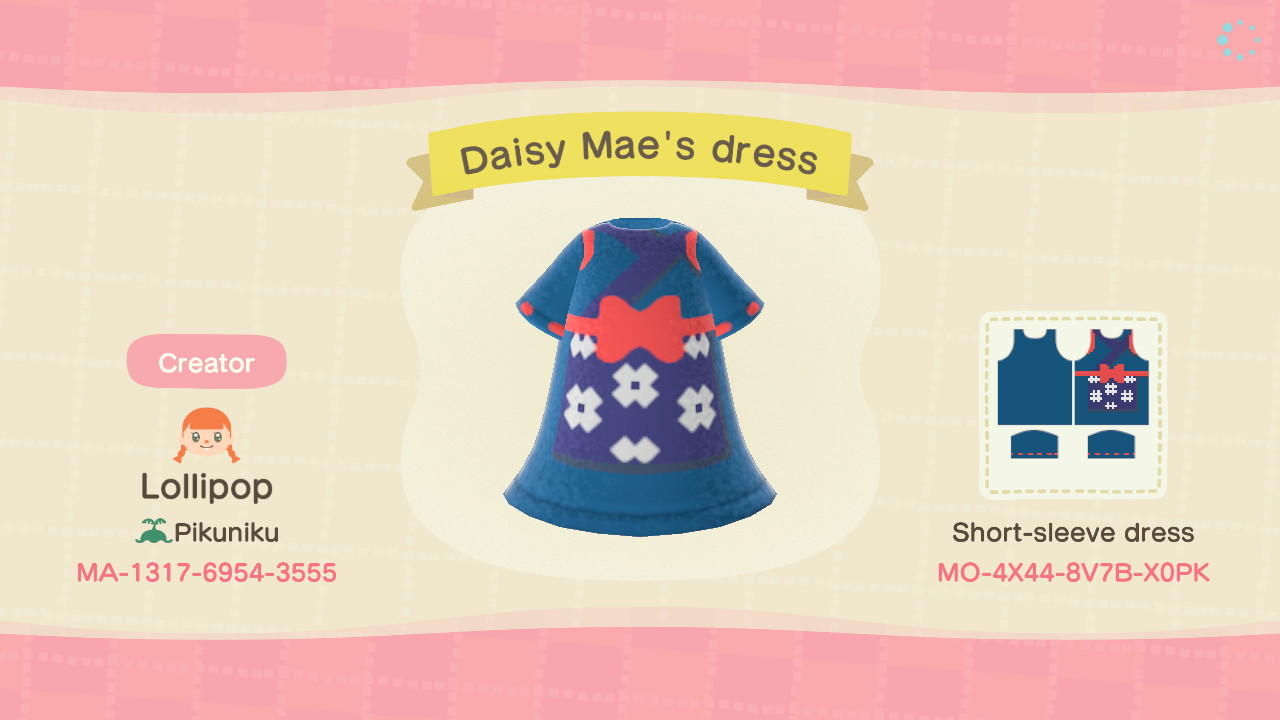 Daisy Mae's dress
Creator
Lollipop
Pikuniku
MA-1317-6954-3555
Short-sleeve dress
MO-4X44-8V7B-X0PK